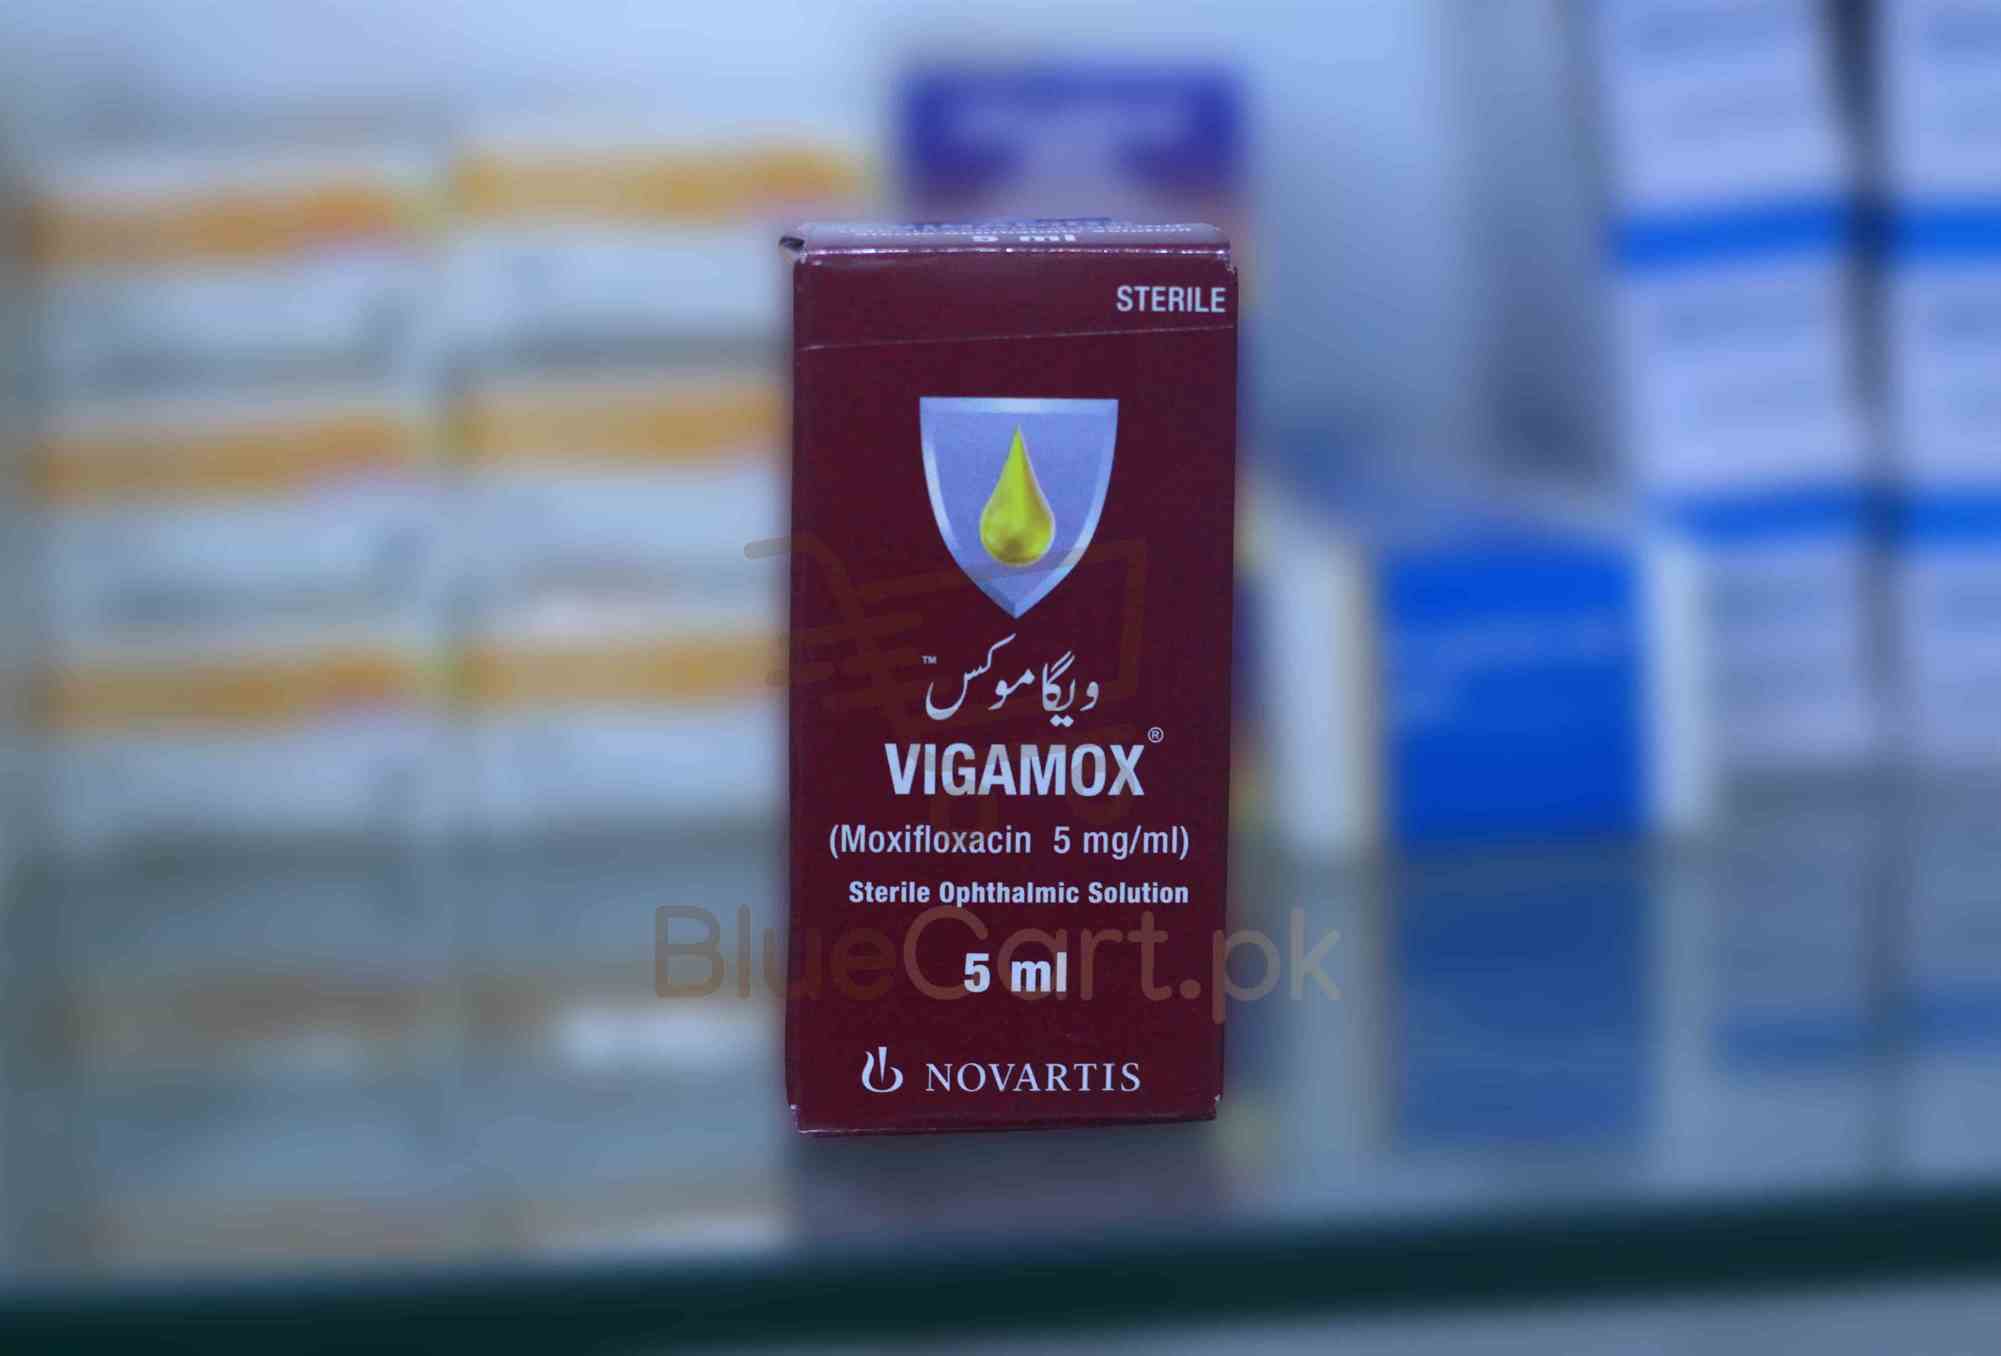 5 ml
STERILE
ویگاموکس™
VIGAMOX®
(Moxifloxacin 5 mg/ml)
Sterile Ophthalmic Solution
BlueCart.pk
5 ml
NOVARTIS